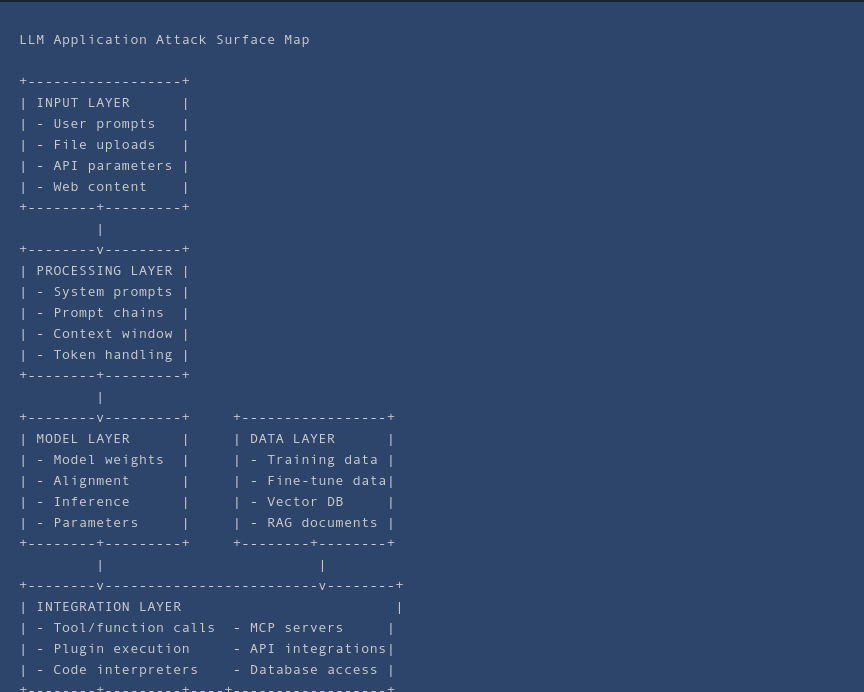 LLM Application Attack Surface Map
+------------------+
| INPUT LAYER      |
| - User prompts   |
| - File uploads   |
| - API parameters |
| - Web content    |
+--------+---------+
         |
+--------v---------+
| PROCESSING LAYER |
| - System prompts |
| - Prompt chains  |
| - Context window |
| - Token handling |
+--------+---------+
         |
+--------v---------+     +-----------------+
| MODEL LAYER      |     | DATA LAYER      |
| - Model weights  |     | - Training data |
| - Alignment      |     | - Fine-tune data|
| - Inference      |     | - Vector DB     |
| - Parameters     |     | - RAG documents |
+--------+---------+     +--------+--------+
         |                         |
+--------v-------------------------v--------+
| INTEGRATION LAYER                         |
| - Tool/function calls  - MCP servers     |
| - Plugin execution     - API integrations|
| - Code interpreters    - Database access |
+--------+---------+----+------------------+